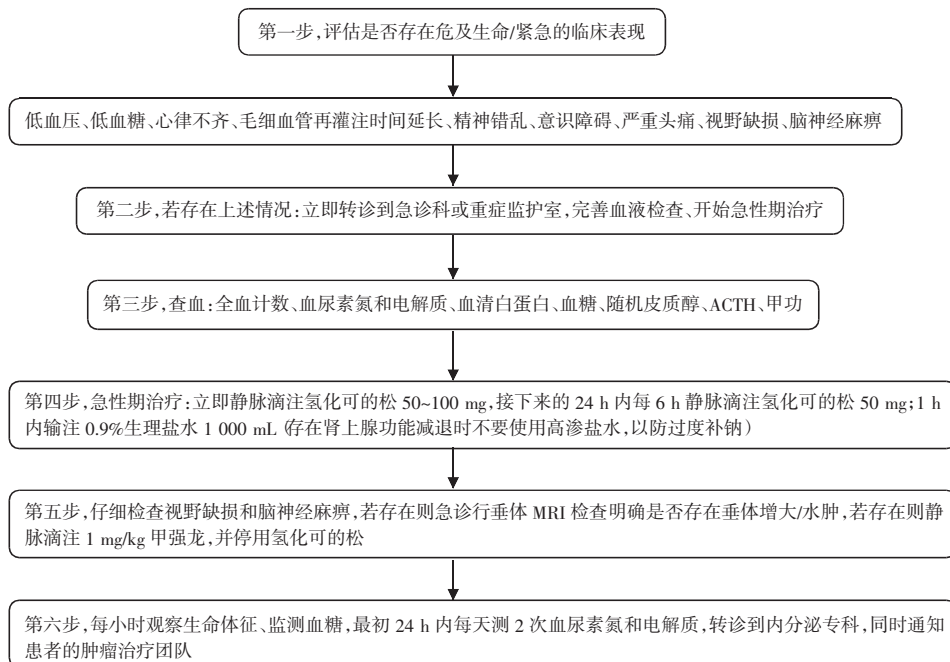 第一步,评估是否存在危及生命/紧急的临床表现
低血压、低血糖、心律不齐、毛细血管再灌注时间延长、精神错乱、意识障碍、严重头痛、视野缺损、脑神经麻痹
第二步,若存在上述情况:立即转诊到急诊科或重症监护室,完善血液检查、开始急性期治疗
第三步,查血:全血计数、血尿素氮和电解质、血清白蛋白、血糖、随机皮质醇、ACTH、甲功
第四步,急性期治疗:立即静脉滴注氢化可的松 50~100 mg,接下来的 24 h 内每 6 h 静脉滴注氢化可的松 50 mg;1 h
内输注 0.9%生理盐水 1 000 mL (存在肾上腺功能减退时不要使用高渗盐水,以防过度补钠)
第五步,仔细检查视野缺损和脑神经麻痹,若存在则急诊行垂体 MRI 检查明确是否存在垂体增大/水肿,若存在则静
脉滴注 1 mg/kg 甲强龙,并停用氢化可的松
第六步,每小时观察生命体征、监测血糖,最初 24 h 内每天测 2 次血尿素氮和电解质,转诊到内分泌专科,同时通知
患者的肿瘤治疗团队